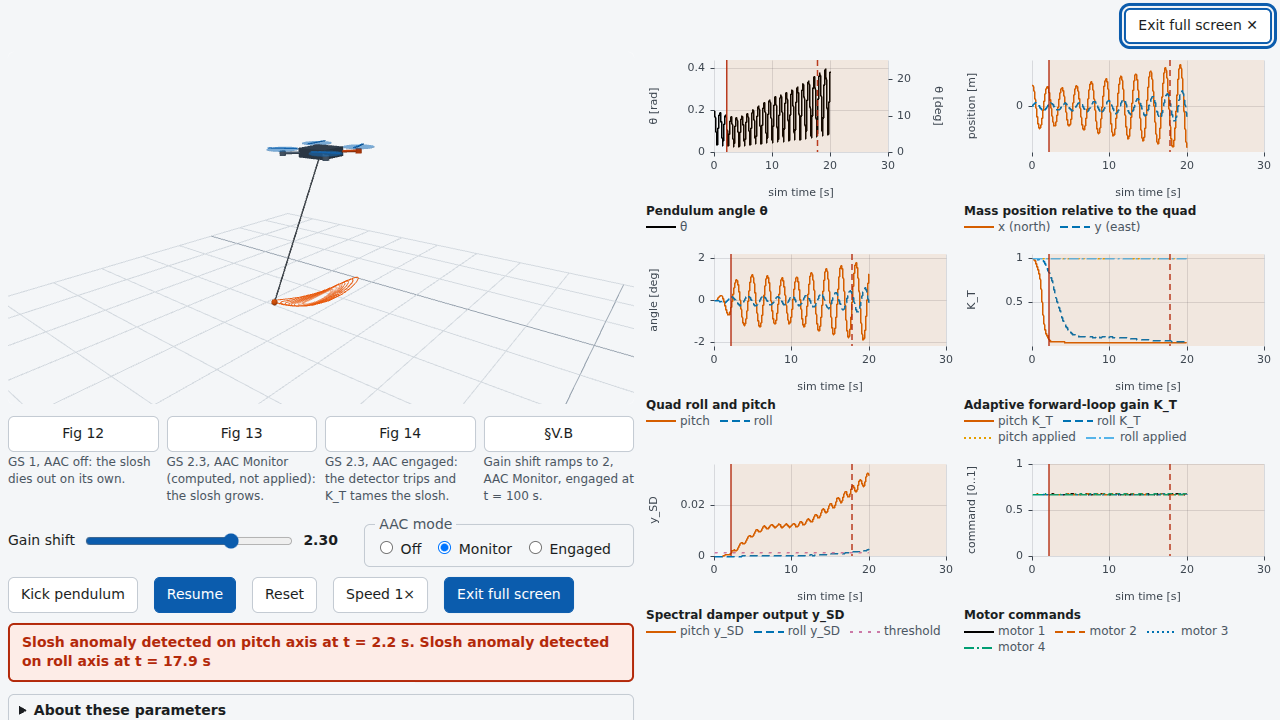 Exit full screen ✕
0.4
0.2
0
θ [rad]
20
10
0
θ [deg]
0
10
20
30
sim time [s]
Pendulum angle θ
θ
position [m]
0
0
10
20
30
sim time [s]
Mass position relative to the quad
x (north)
y (east)
angle [deg]
2
0
-2
0
10
20
30
sim time [s]
Quad roll and pitch
pitch
roll
K_T
1
0.5
0
10
20
30
sim time [s]
Adaptive forward-loop gain K_T
pitch K_T
roll K_T
pitch applied
roll applied
y_SD
0.02
0
0
10
20
30
sim time [s]
Spectral damper output y_SD
pitch y_SD
roll y_SD
threshold
command [0..1]
1
0.5
0
0
10
20
30
sim time [s]
Motor commands
motor 1
motor 2
motor 3
motor 4
Fig 12
GS 1, AAC off: the slosh
dies out on its own.
Fig 13
GS 2.3, AAC Monitor
(computed, not applied):
the slosh grows.
Fig 14
GS 2.3, AAC engaged:
the detector trips and
K_T tames the slosh.
§V.B
Gain shift ramps to 2,
AAC Monitor, engaged at
t = 100 s.
Gain shift
2.30
AAC mode
Off
Monitor
Engaged
Kick pendulum
Resume
Reset
Speed 1×
Exit full screen
Slosh anomaly detected on pitch axis at t = 2.2 s. Slosh anomaly detected
on roll axis at t = 17.9 s
▶ About these parameters